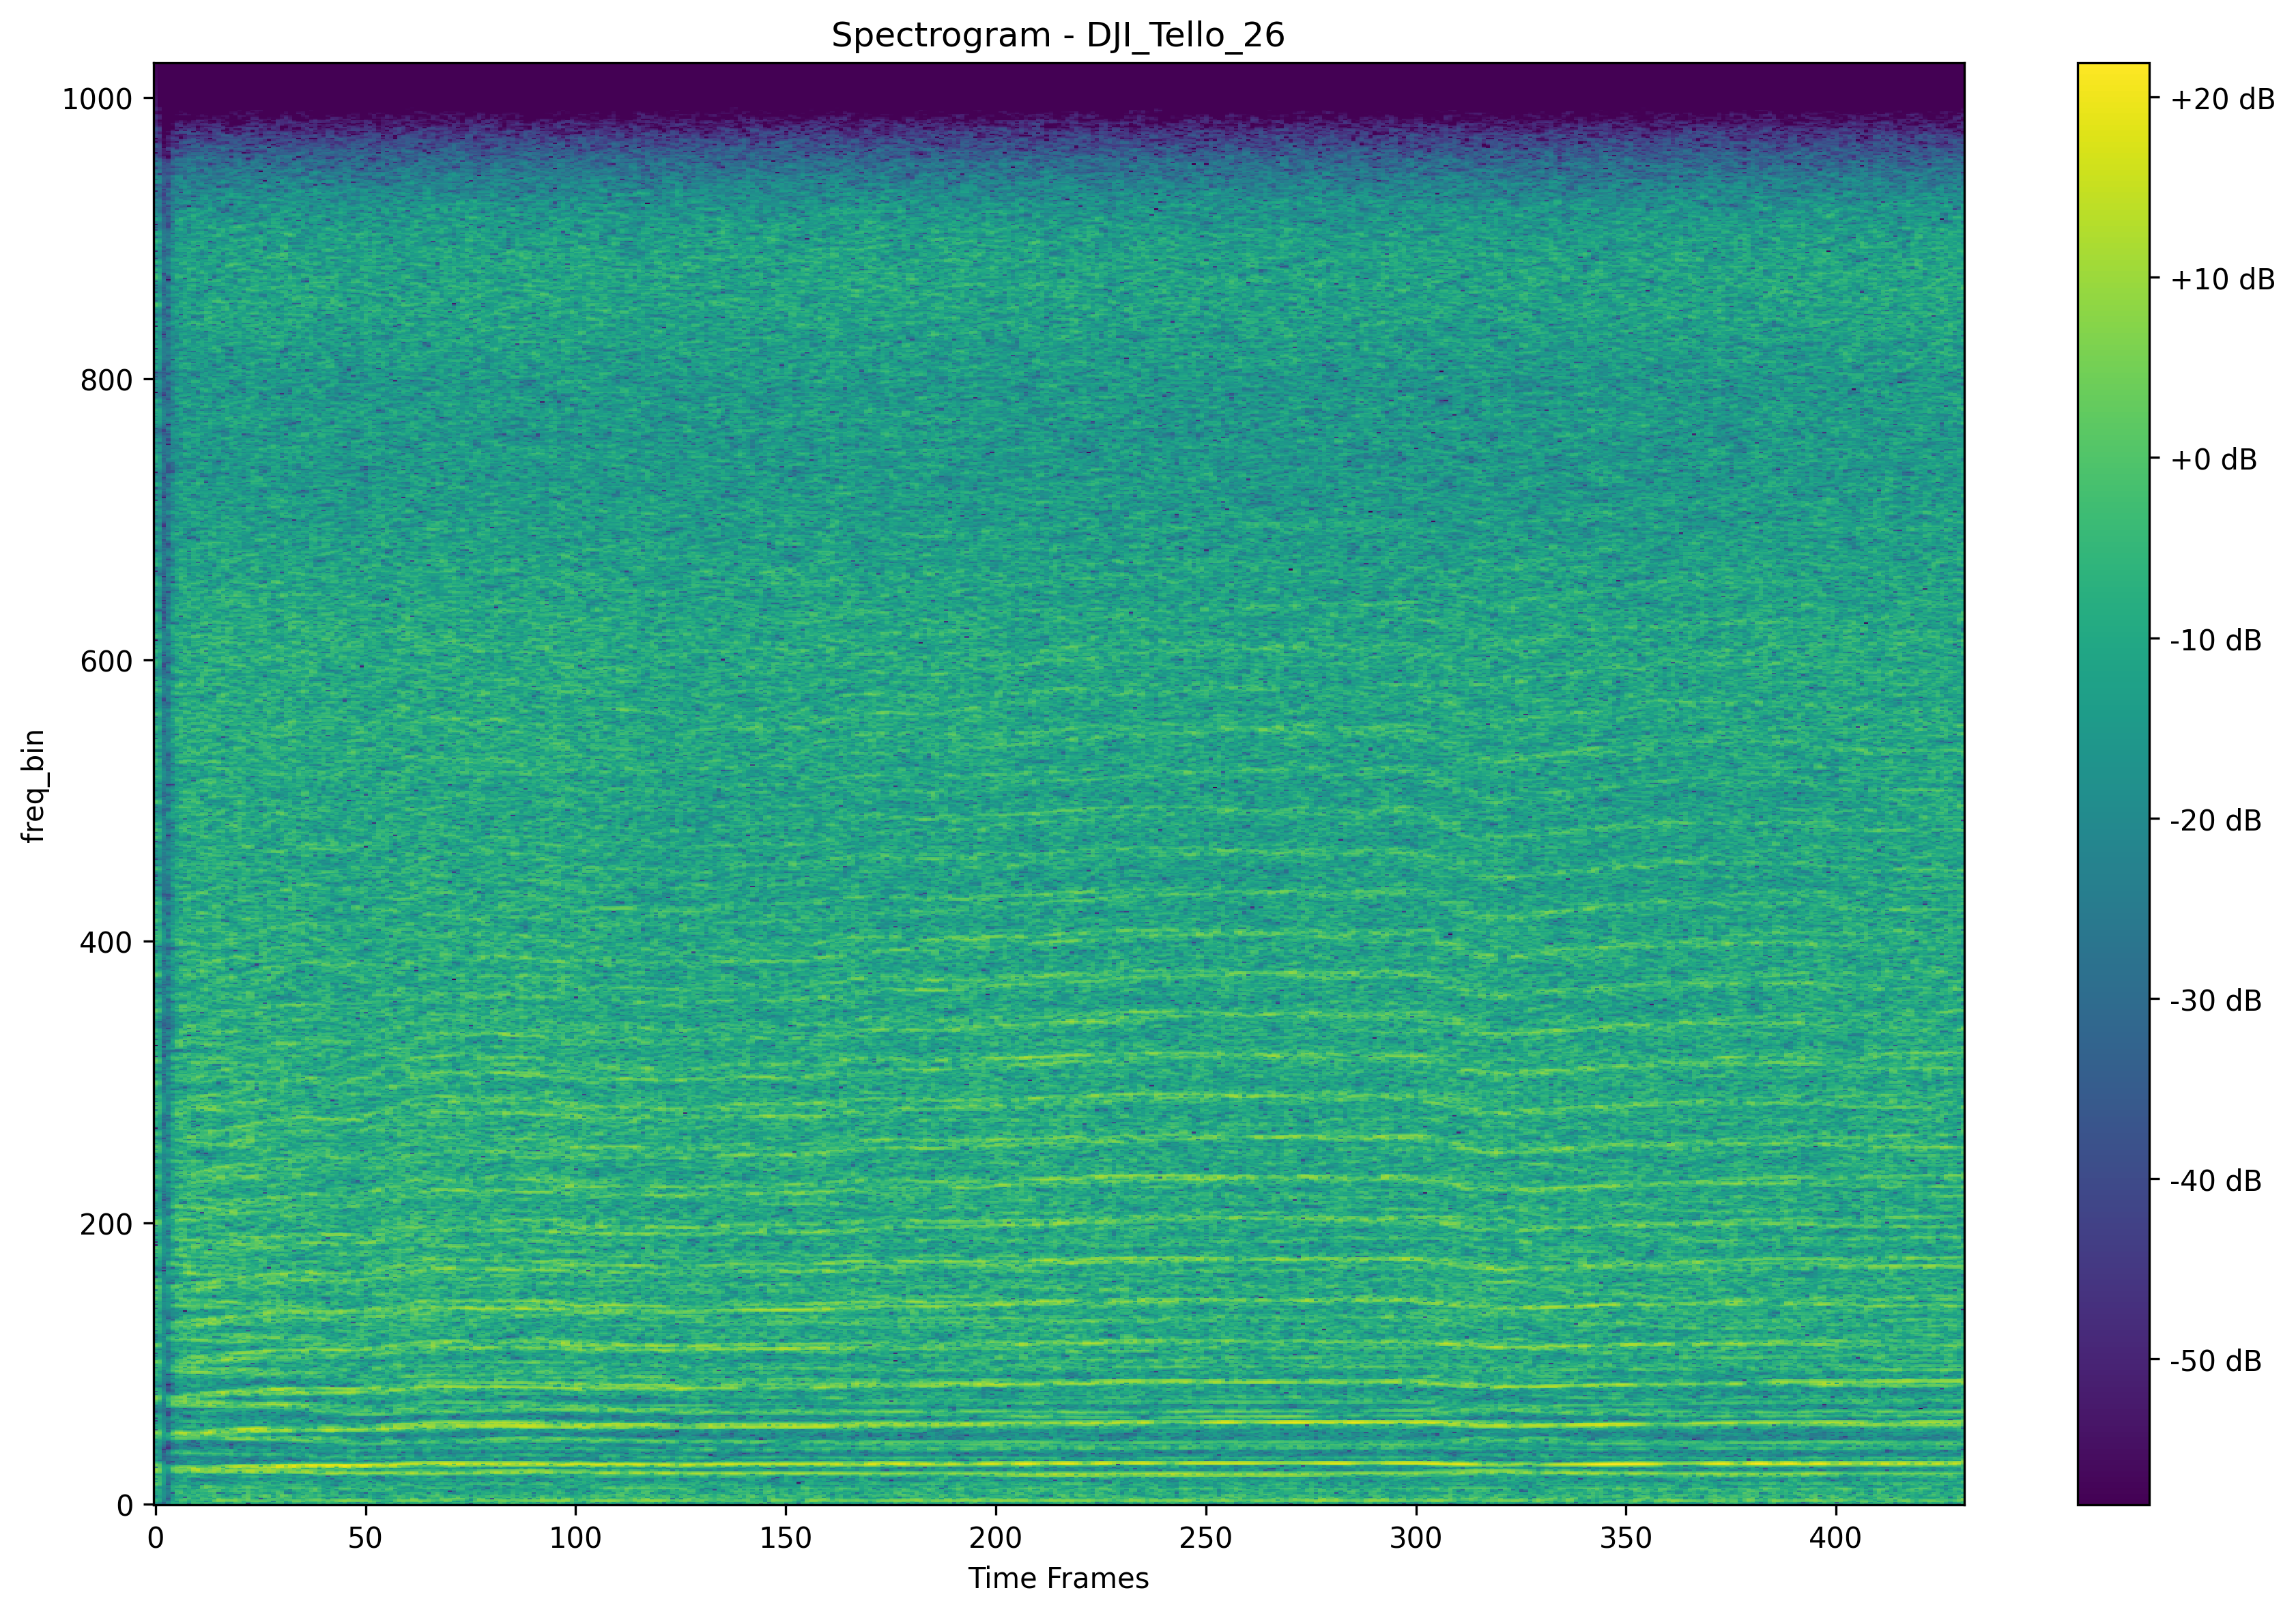 Spectrogram - DJI_Tello_26
1000
800
600
400
200
0
freq_bin
0 50 100 150 200 250 300 350 400
Time Frames
+20 dB
+10 dB
+0 dB
-10 dB
-20 dB
-30 dB
-40 dB
-50 dB